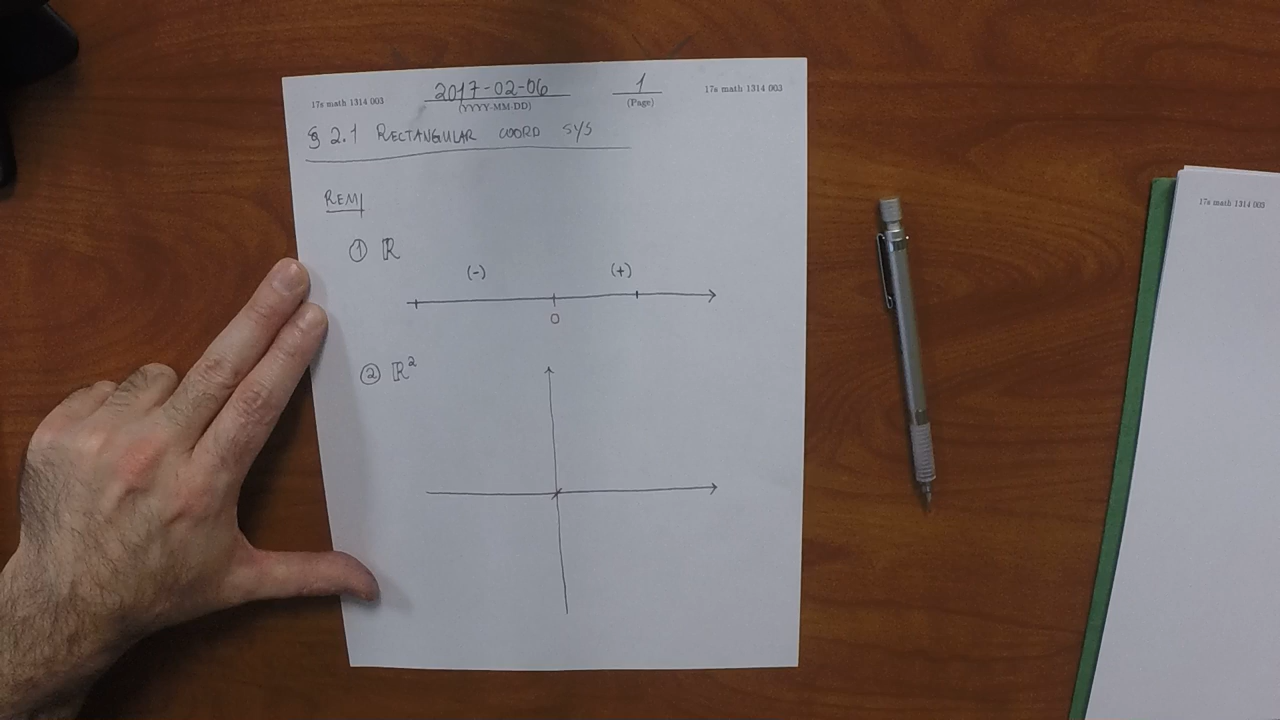 17s math 1314 003 2017-02-06 1 17s math 1314 003
(YYYY-MM-DD) (Page)
§ 2.1 RECTANGULAR COORD SYS
REM
① ℝ
(-) (+)
0
② ℝ²
17s math 1314 003